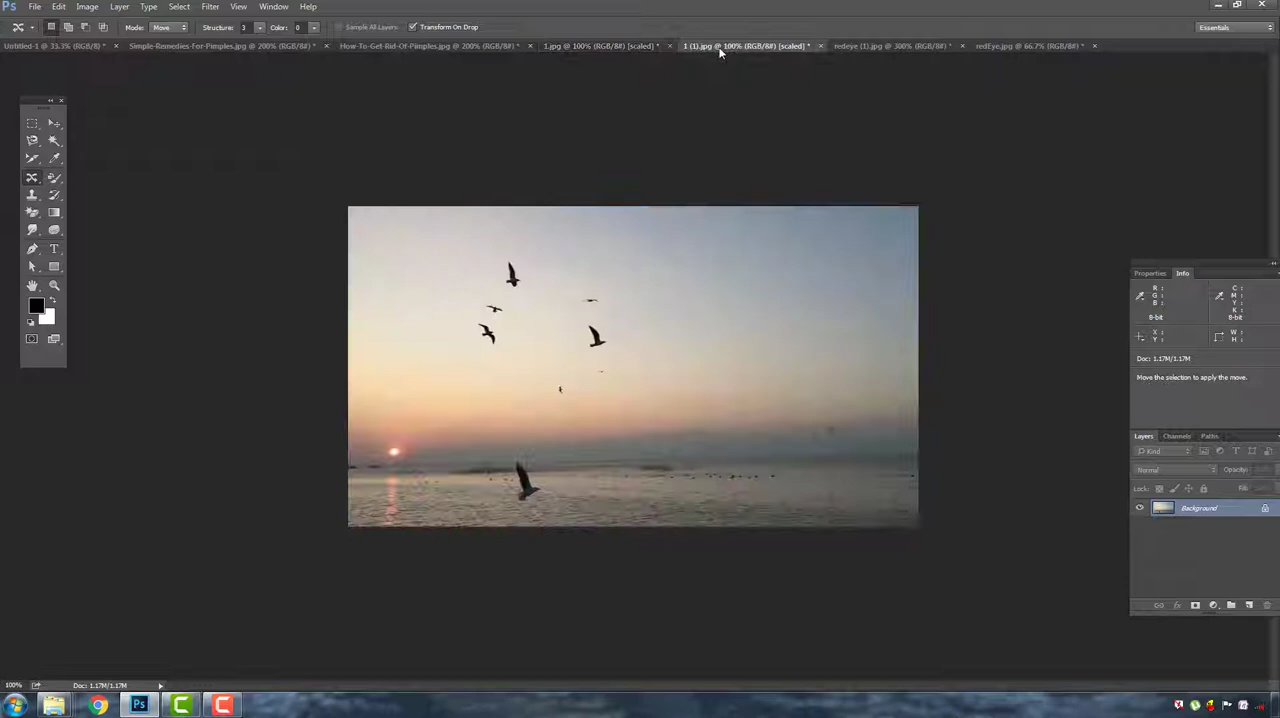 Ps File Edit Image Layer Type Select Filter 3D View Window Help
Mode: Move Structure: 3 Color: 0 Sample All Layers Transform On Drop Essentials
Untitled-1 @ 33.3% (RGB/8) * × Simple-Remedies-For-Pimples.jpg @ 200% (RGB/8#) * × How-To-Get-Rid-Of-Pimples.jpg @ 200% (RGB/8#) * × 1.jpg @ 100% (RGB/8#) [scaled] * × 1 (1).jpg @ 100% (RGB/8#) [scaled] * × redeye (1).jpg @ 300% (RGB/8#) * × redEye.jpg @ 66.7% (RGB/8#) * ×
T
Properties Info
R: C:
G: M:
B: Y:
K:
8-bit 8-bit
X: W:
Y: H:
Doc: 1.17M/1.17M
Move the selection to apply the move.
Layers Channels Paths
Kind T
Normal Opacity:
Lock: Fill:
Background fx
100% Doc: 1.17M/1.17M
Ps C C